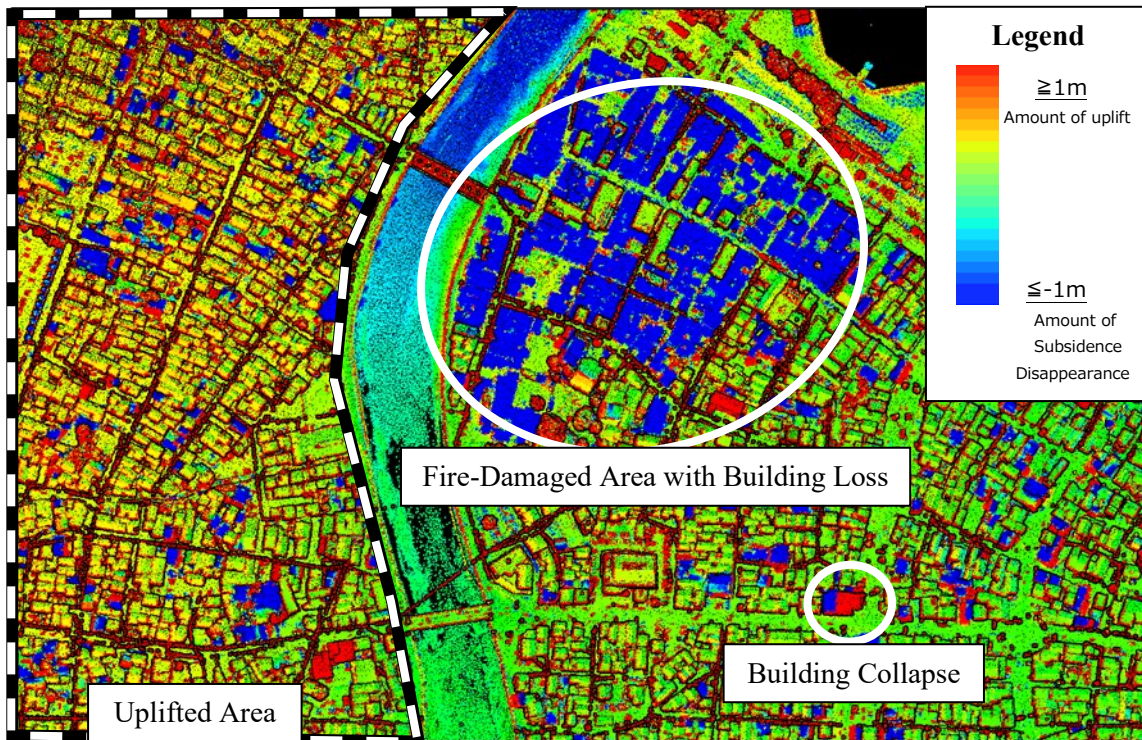 Legend
≧1m
Amount of uplift
≦-1m
Amount of
Subsidence
Disappearance
Fire-Damaged Area with Building Loss
Building Collapse
Uplifted Area